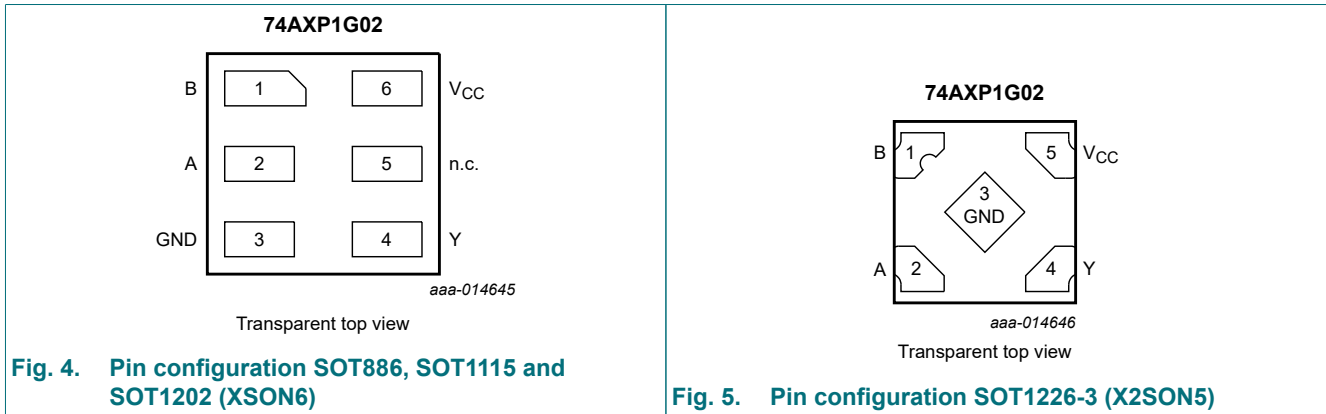 74AXP1G02
B 1 6 VCC
A 2 5 n.c.
GND 3 4 Y
aaa-014645
Transparent top view
Fig. 4. Pin configuration SOT886, SOT1115 and
SOT1202 (XSON6)
74AXP1G02
B 1 5 VCC
3
GND
A 2 4 Y
aaa-014646
Transparent top view
Fig. 5. Pin configuration SOT1226-3 (X2SON5)